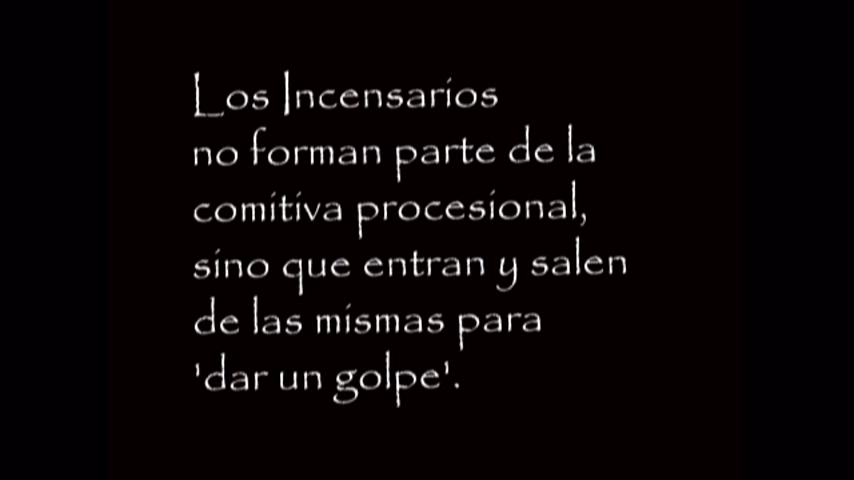 Los Incensarios
no forman parte de la
comitiva procesional,
sino que entran y salen
de las mismas para
'dar un golpe'.